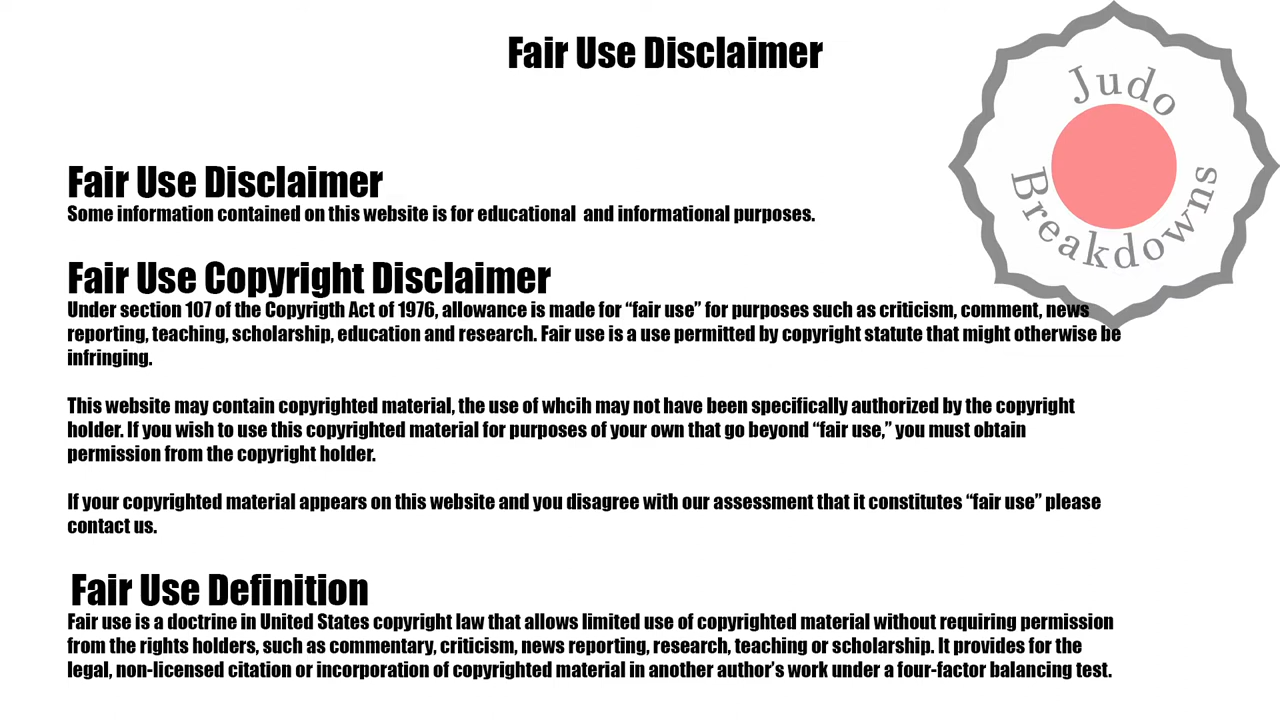 Fair Use Disclaimer
Judo
Breakdowns
Fair Use Disclaimer
Some information contained on this website is for educational  and informational purposes.
Fair Use Copyright Disclaimer
Under section 107 of the Copyrigth Act of 1976, allowance is made for “fair use” for purposes such as criticism, comment, news
reporting, teaching, scholarship, education and research. Fair use is a use permitted by copyright statute that might otherwise be
infringing.
This website may contain copyrighted material, the use of whcih may not have been specifically authorized by the copyright
holder. If you wish to use this copyrighted material for purposes of your own that go beyond “fair use,” you must obtain
permission from the copyright holder.
If your copyrighted material appears on this website and you disagree with our assessment that it constitutes “fair use” please
contact us.
Fair Use Definition
Fair use is a doctrine in United States copyright law that allows limited use of copyrighted material without requiring permission
from the rights holders, such as commentary, criticism, news reporting, research, teaching or scholarship. It provides for the
legal, non-licensed citation or incorporation of copyrighted material in another author’s work under a four-factor balancing test.